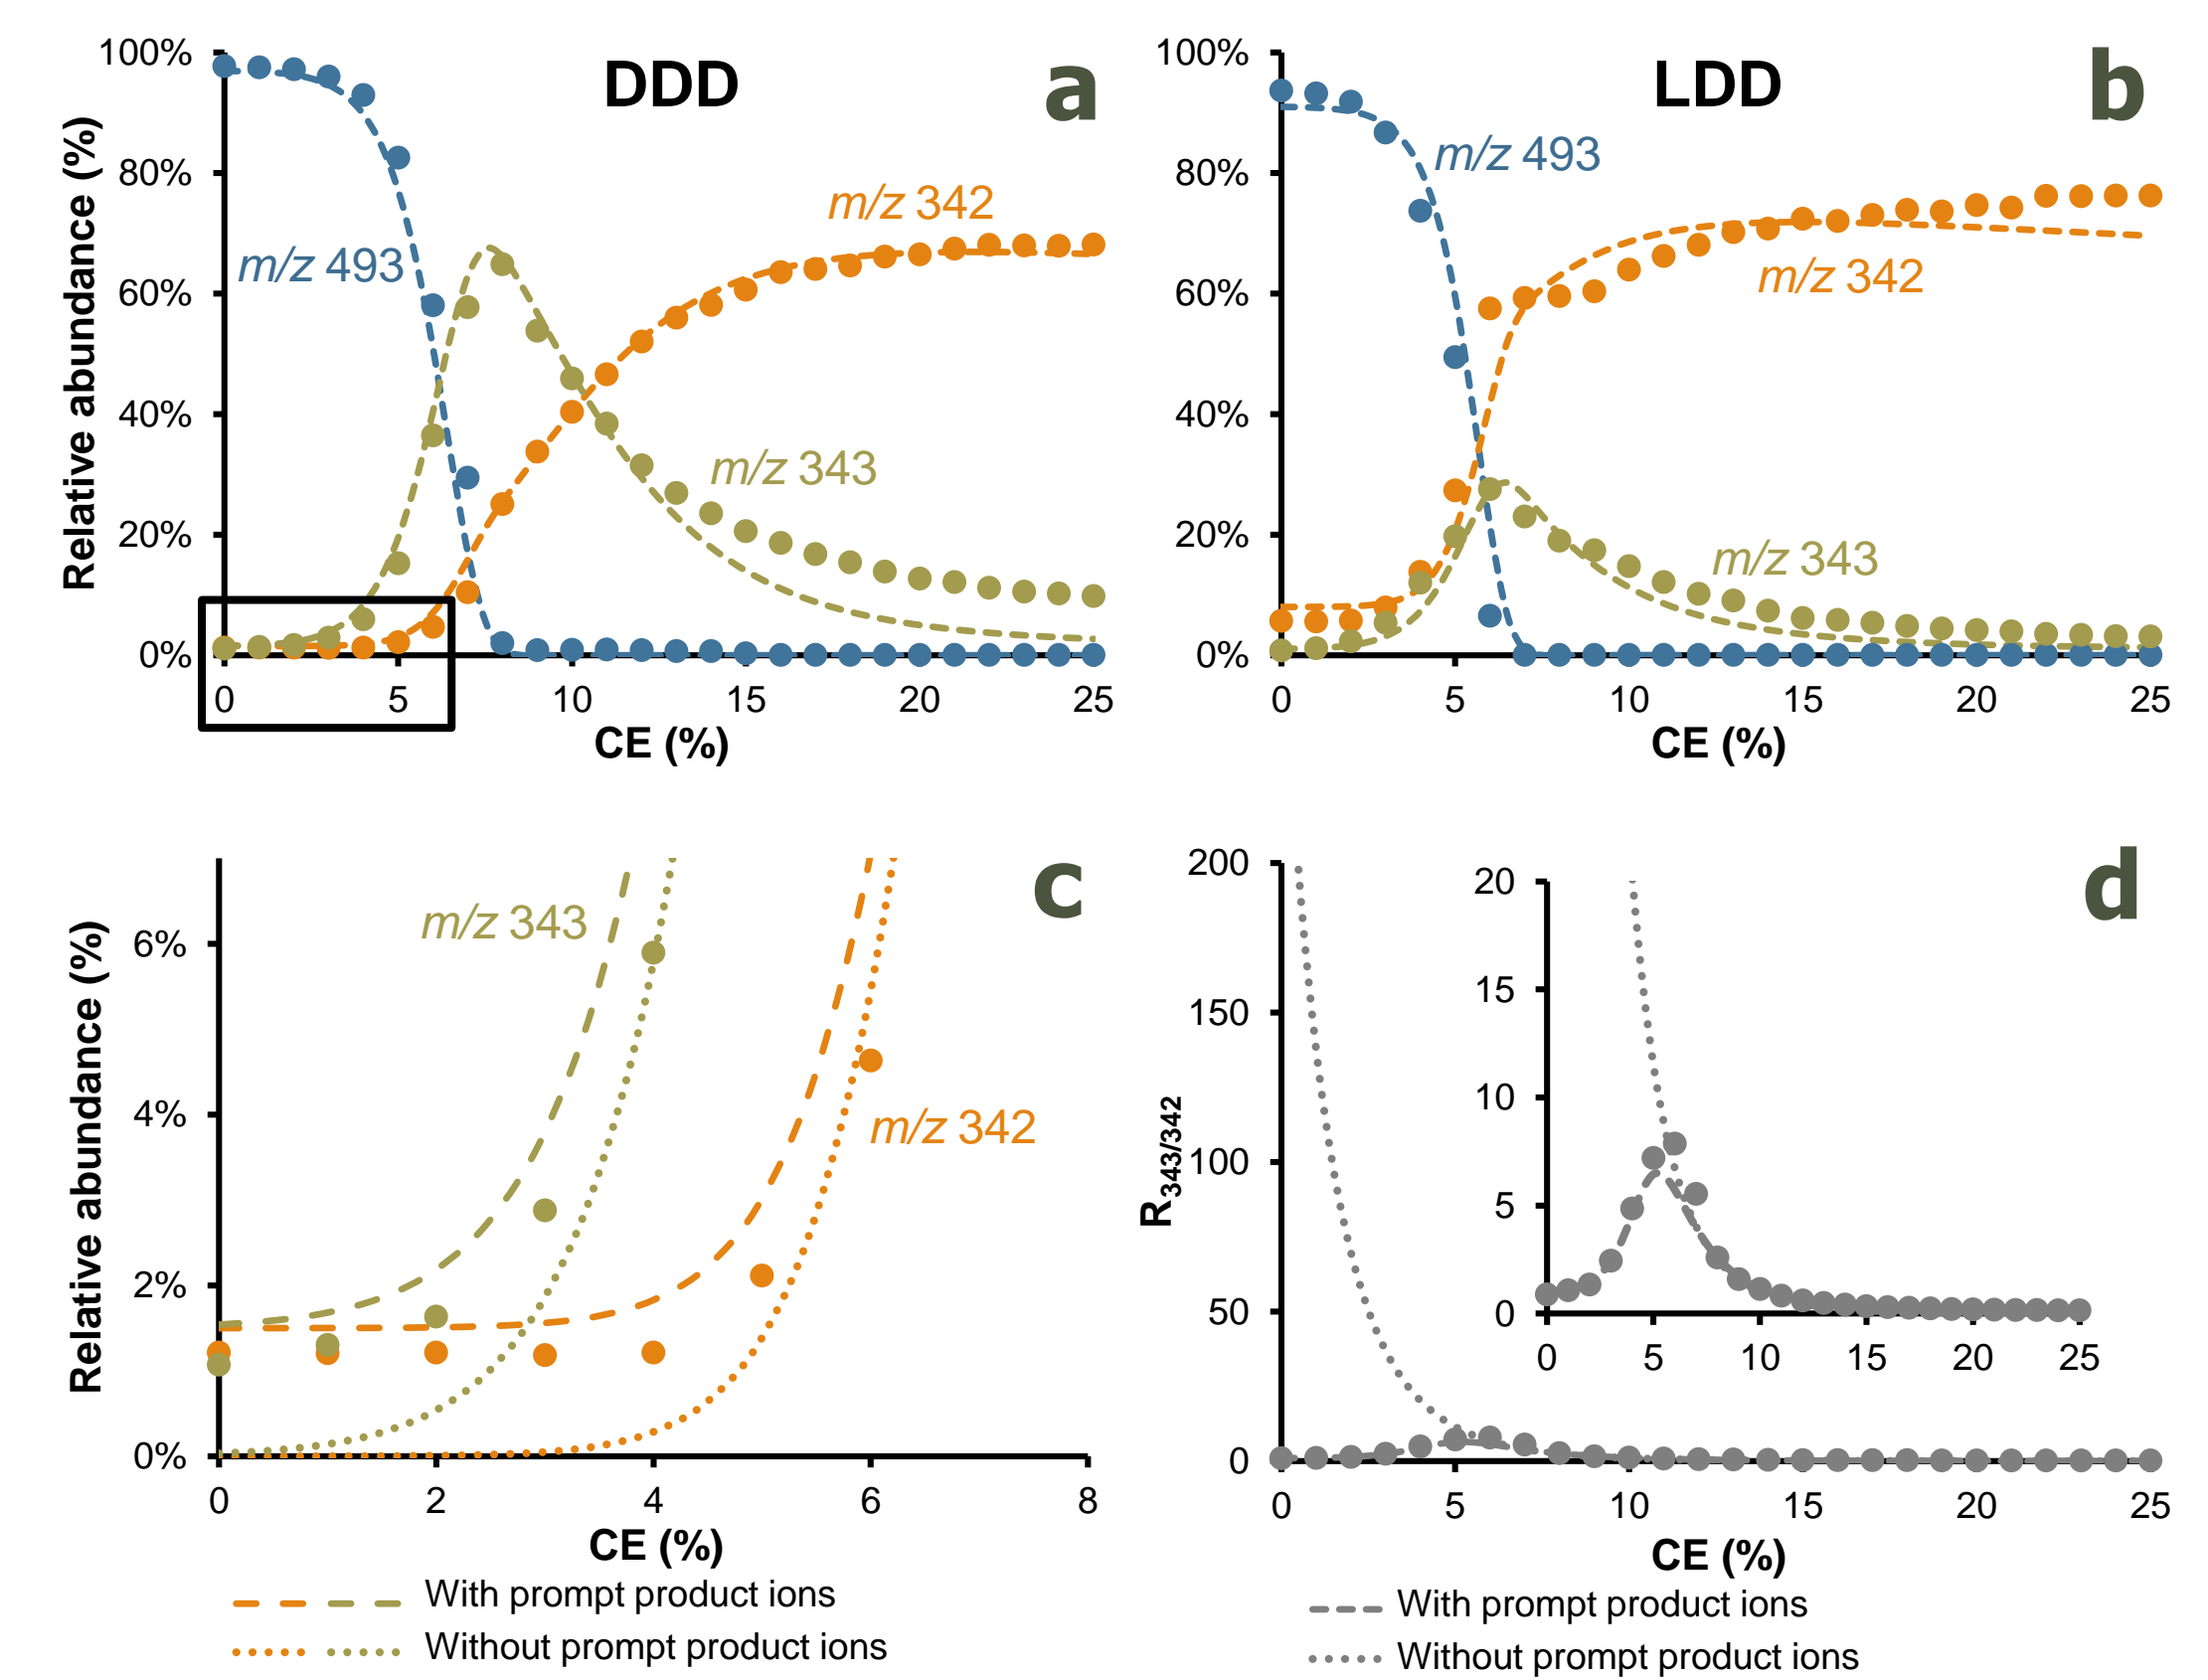 DDD
a
100%
80%
60%
40%
20%
0%
Relative abundance (%)
m/z 493
m/z 342
m/z 343
0 5 10 15 20 25
CE (%)
LDD
b
100%
80%
60%
40%
20%
0%
m/z 493
m/z 342
m/z 343
0 5 10 15 20 25
CE (%)
c
6%
4%
2%
0%
Relative abundance (%)
m/z 343
m/z 342
0 2 4 6 8
CE (%)
With prompt product ions
Without prompt product ions
d
200
150
100
50
0
R343/342
20
15
10
5
0
0 5 10 15 20 25
0 5 10 15 20 25
CE (%)
With prompt product ions
Without prompt product ions